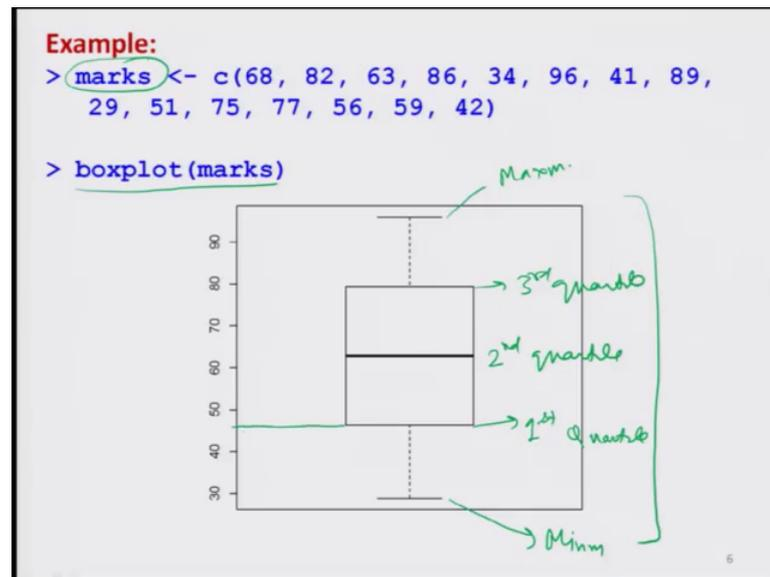 Example:
> marks <- c(68, 82, 63, 86, 34, 96, 41, 89,
29, 51, 75, 77, 56, 59, 42)
> boxplot(marks)
Maxm.
90
80
3rd quartile
70
2nd quartile
60
50
1st Quartile
40
30
Minm
6